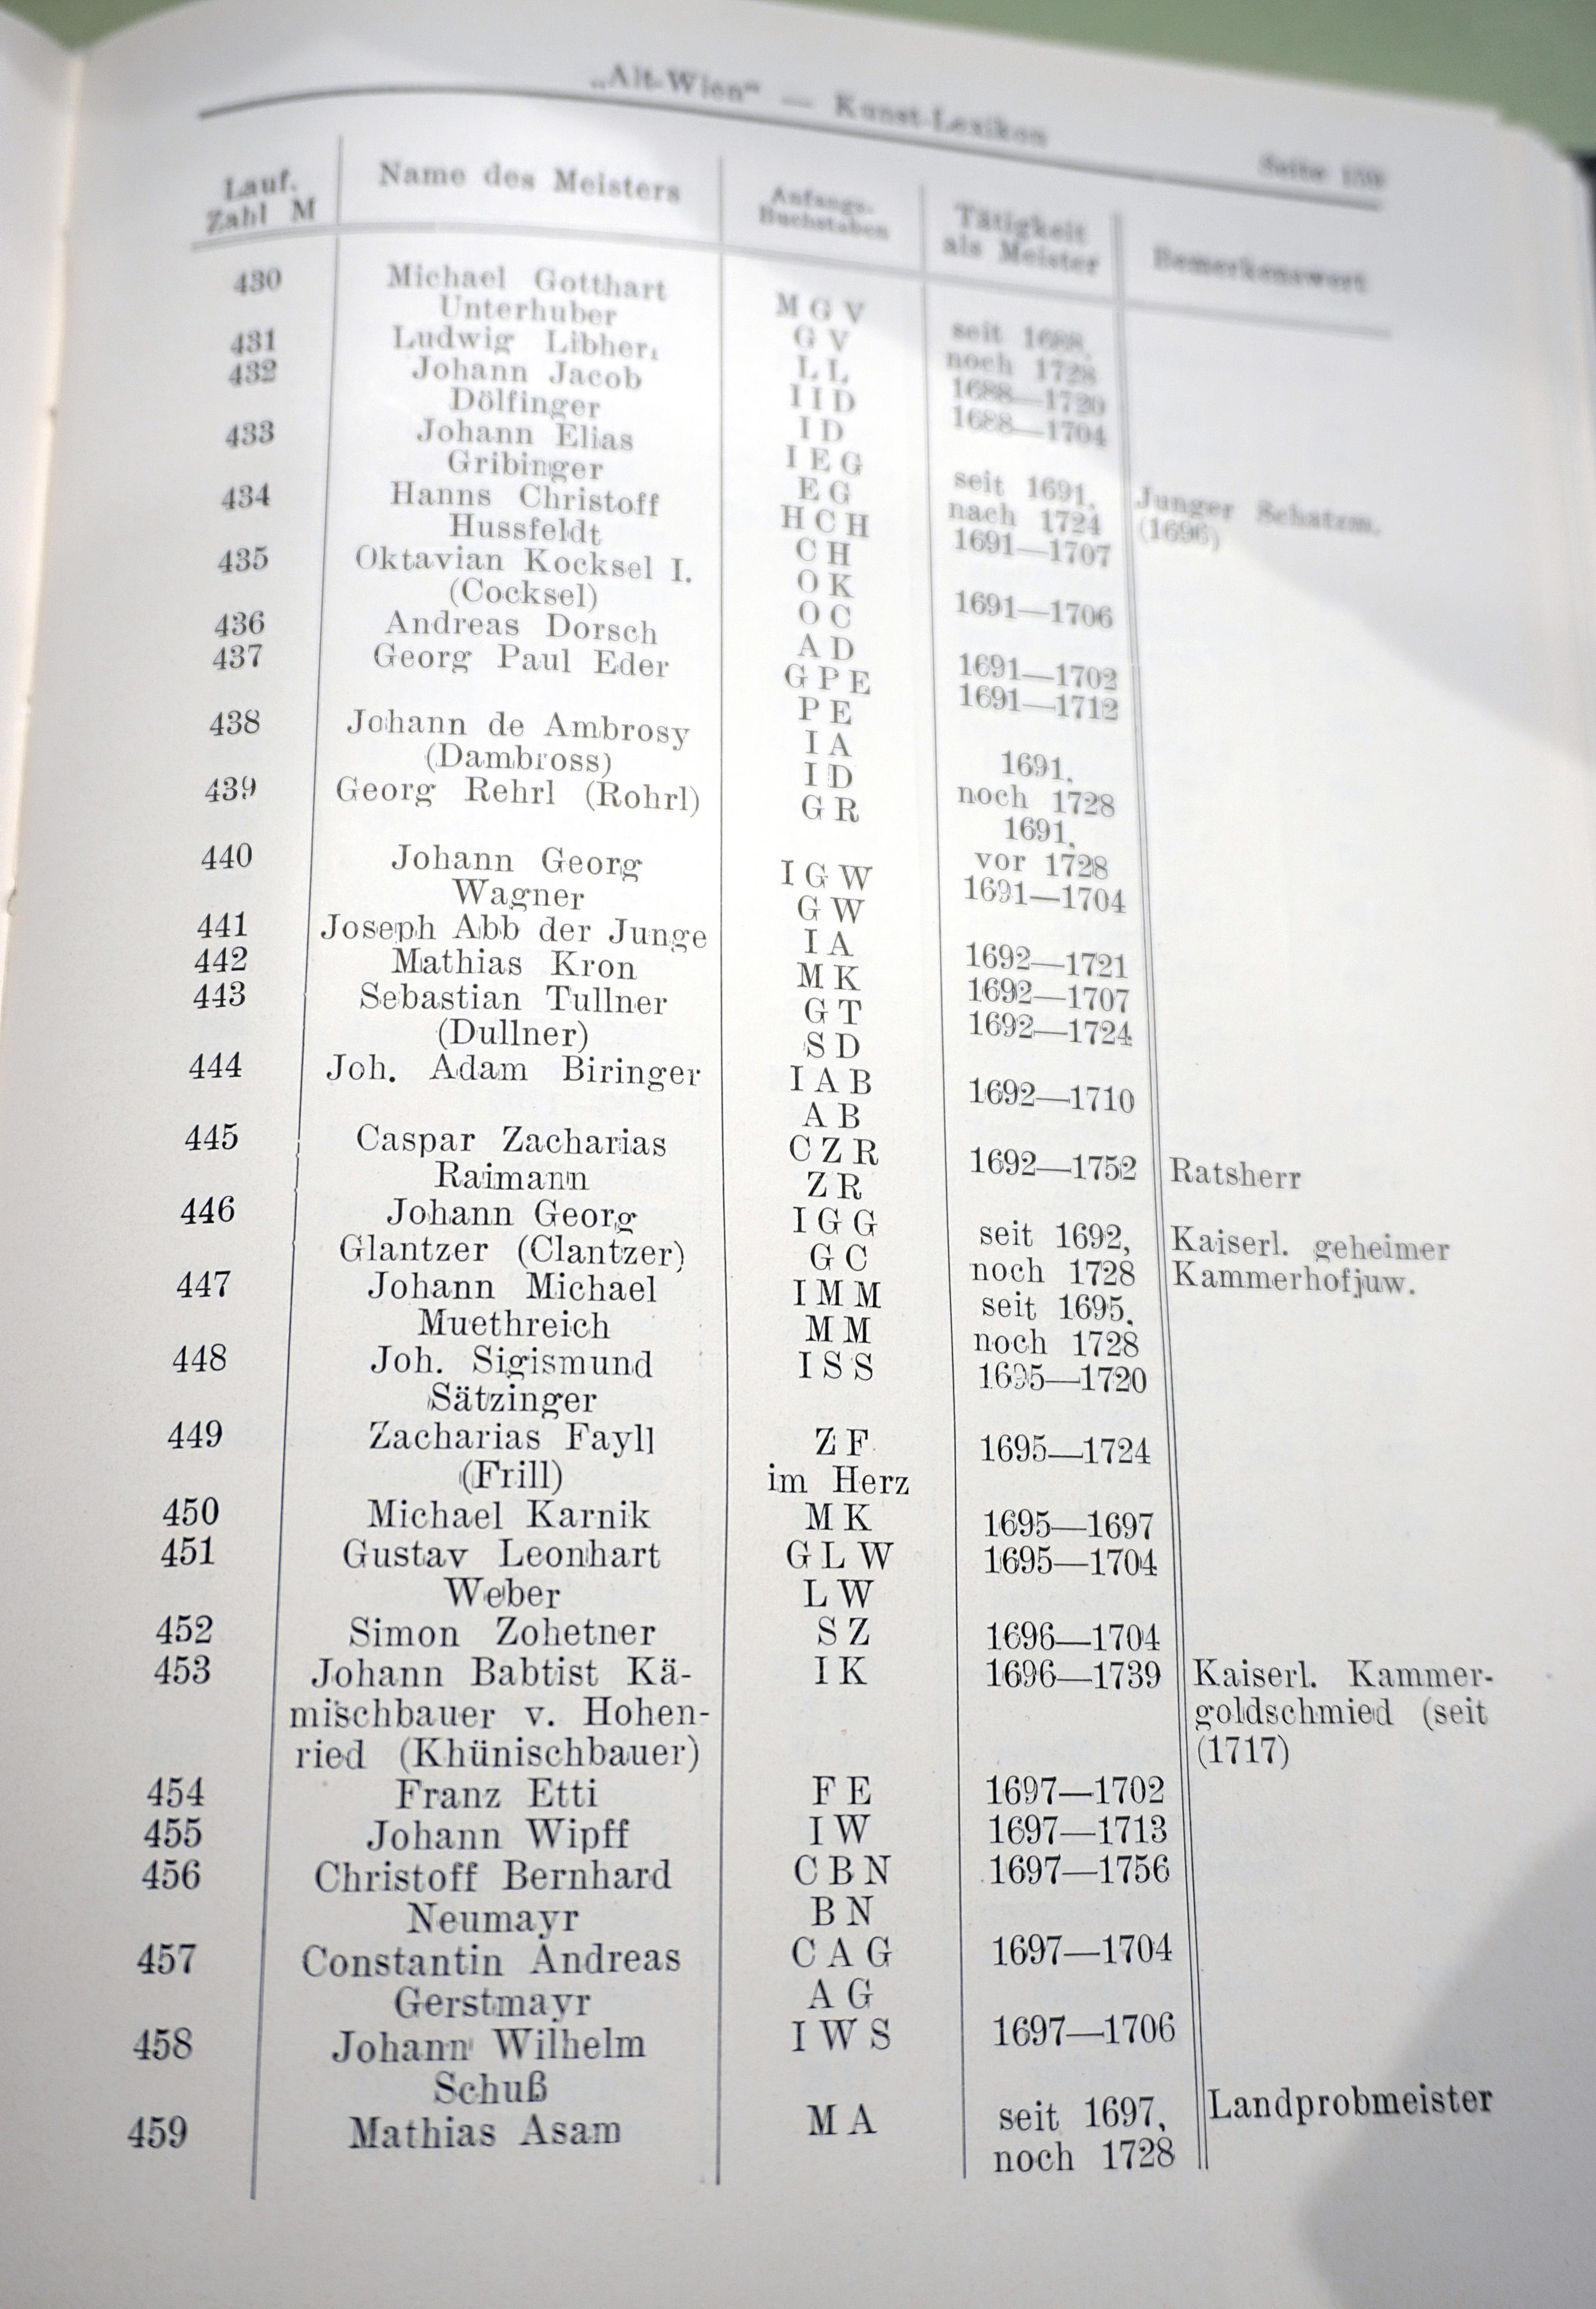 „Alt-Wien“ — Kunst-Lexikon
Seite 159
Lauf. Zahl M | Name des Meisters | Anfangs-Buchstaben | Tätigkeit als Meister | Bemerkenswert
430 Michael Gotthart M G V seit 1688,
Unterhuber G V noch 1728
431 Ludwig Libher L L 1688—1720
432 Johann Jacob I I D 1688—1704
Dölfinger I D
433 Johann Elias I E G seit 1691, Junger Schatzm.
Gribinger E G nach 1724 (1696)
434 Hanns Christoff H C H 1691—1707
Hussfeldt C H
435 Oktavian Kocksel I. O K 1691—1706
(Cocksel) O C
436 Andreas Dorsch A D 1691—1702
437 Georg Paul Eder G P E 1691—1712
P E
438 Johann de Ambrosy I A 1691,
(Dambross) I D noch 1728
439 Georg Rehrl (Rohrl) G R 1691,
vor 1728
440 Johann Georg I G W 1691—1704
Wagner G W
441 Joseph Abb der Junge I A 1692—1721
442 Mathias Kron M K 1692—1707
443 Sebastian Tullner G T 1692—1724
(Dullner) S D
444 Joh. Adam Biringer I A B 1692—1710
A B
445 Caspar Zacharias C Z R 1692—1752 Ratsherr
Raimann Z R
446 Johann Georg I G G seit 1692, Kaiserl. geheimer
Glantzer (Clantzer) G C noch 1728 Kammerhofjuw.
447 Johann Michael I M M seit 1695,
Muethreich M M noch 1728
448 Joh. Sigismund I S S 1695—1720
Sätzinger
449 Zacharias Fayll Z F 1695—1724
(Frill) im Herz
450 Michael Karnik M K 1695—1697
451 Gustav Leonhart G L W 1695—1704
Weber L W
452 Simon Zohetner S Z 1696—1704
453 Johann Babtist Kä- I K 1696—1739 Kaiserl. Kammer-
mischbauer v. Hohen- goldschmied (seit
ried (Khünischbauer) (1717)
454 Franz Etti F E 1697—1702
455 Johann Wipff I W 1697—1713
456 Christoff Bernhard C B N 1697—1756
Neumayr B N
457 Constantin Andreas C A G 1697—1704
Gerstmayr A G
458 Johann Wilhelm I W S 1697—1706
Schuß
459 Mathias Asam M A seit 1697, Landprobmeister
noch 1728